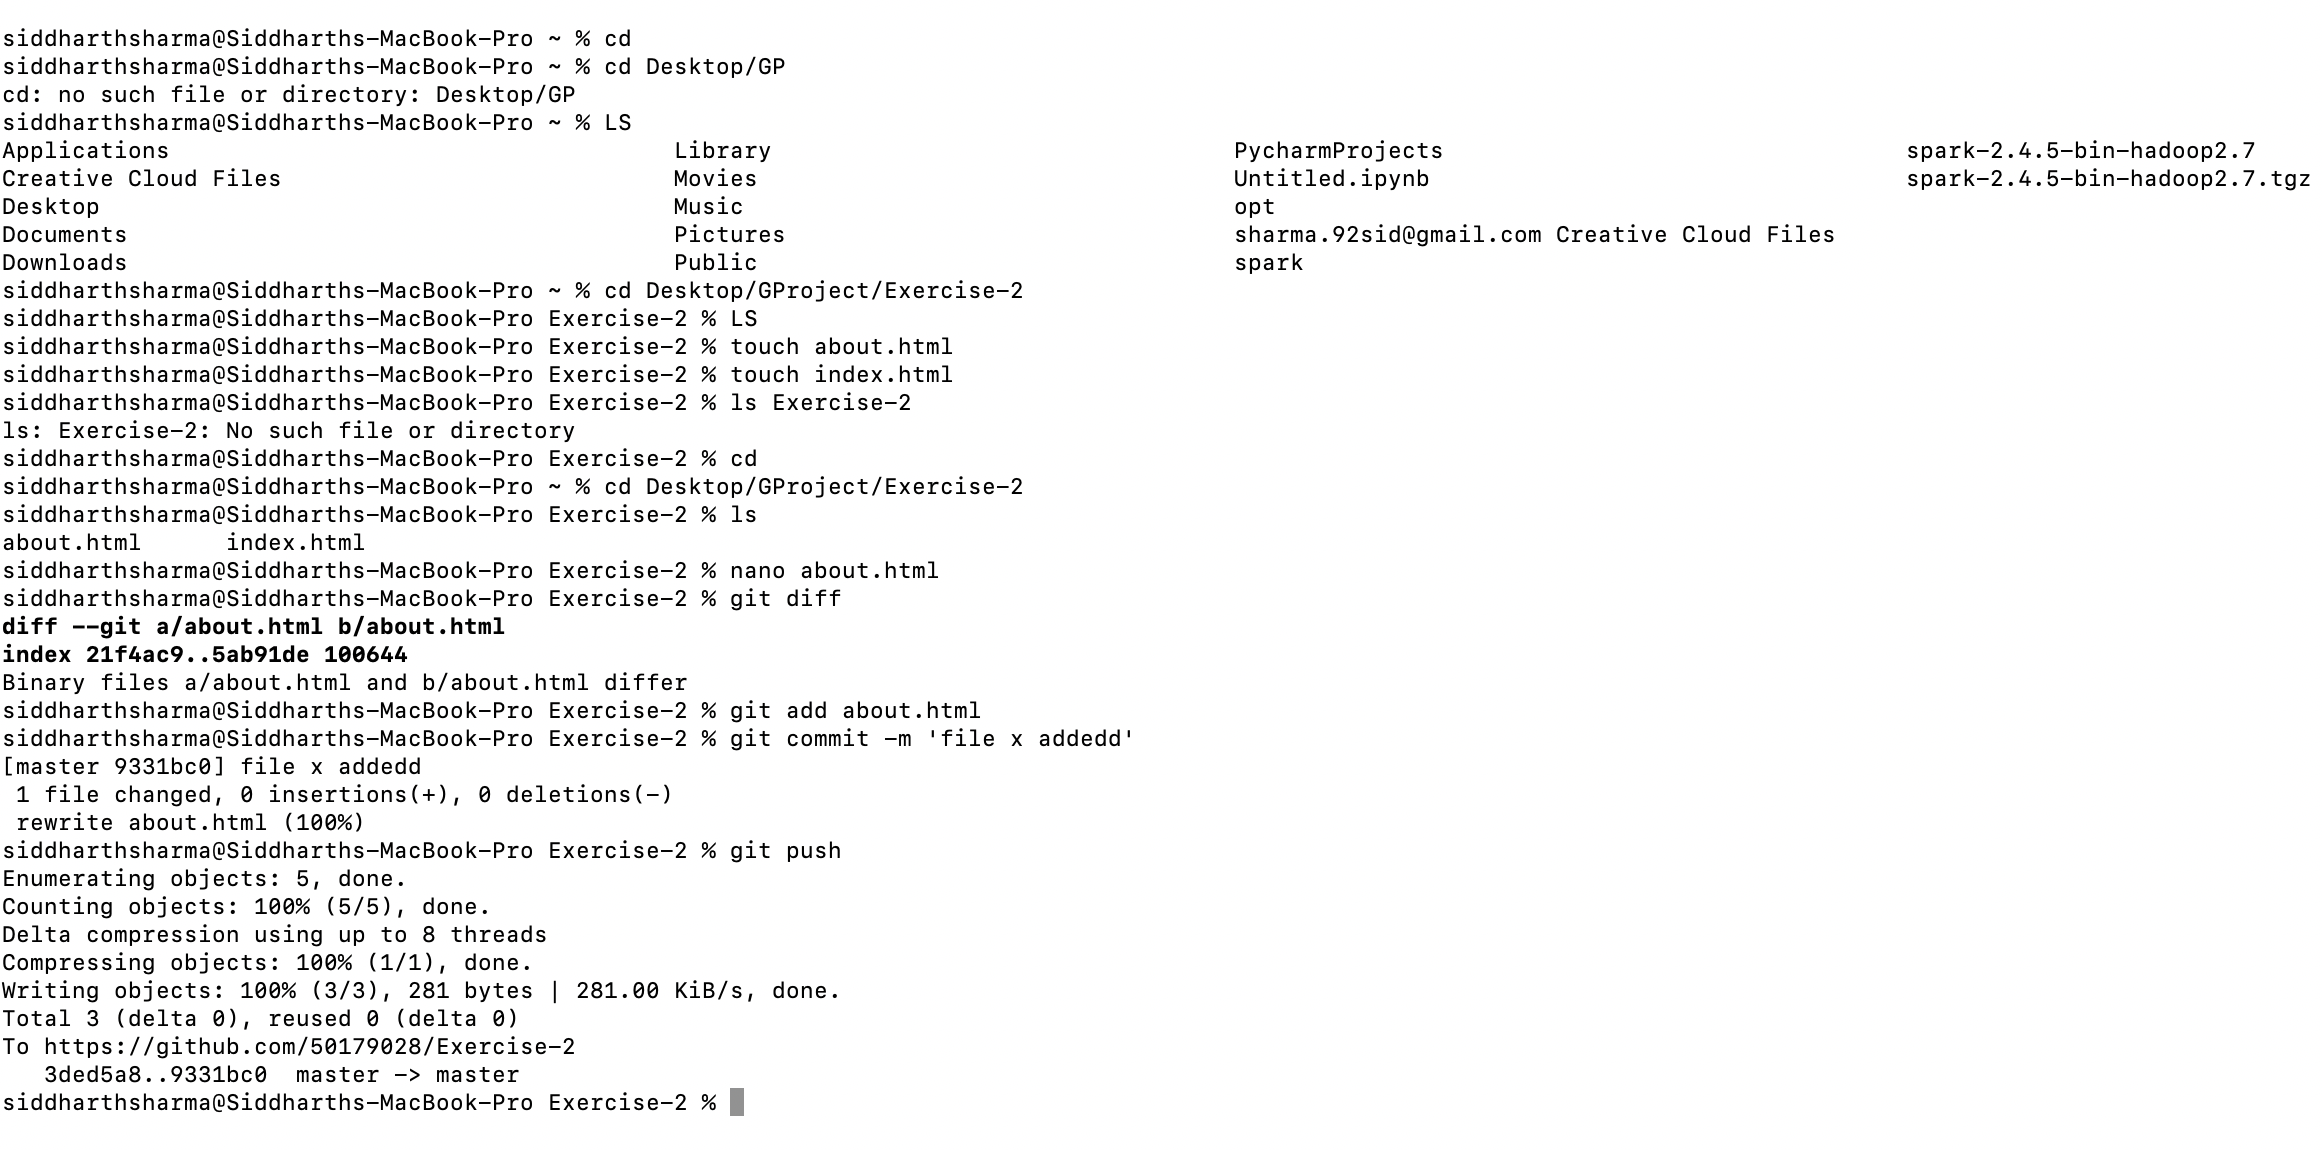 siddharthsharma@Siddharths-MacBook-Pro ~ % cd
siddharthsharma@Siddharths-MacBook-Pro ~ % cd Desktop/GP
cd: no such file or directory: Desktop/GP
siddharthsharma@Siddharths-MacBook-Pro ~ % LS
Applications Library PycharmProjects spark-2.4.5-bin-hadoop2.7
Creative Cloud Files Movies Untitled.ipynb spark-2.4.5-bin-hadoop2.7.tgz
Desktop Music opt
Documents Pictures sharma.92sid@gmail.com Creative Cloud Files
Downloads Public spark
siddharthsharma@Siddharths-MacBook-Pro ~ % cd Desktop/GProject/Exercise-2
siddharthsharma@Siddharths-MacBook-Pro Exercise-2 % LS
siddharthsharma@Siddharths-MacBook-Pro Exercise-2 % touch about.html
siddharthsharma@Siddharths-MacBook-Pro Exercise-2 % touch index.html
siddharthsharma@Siddharths-MacBook-Pro Exercise-2 % ls Exercise-2
ls: Exercise-2: No such file or directory
siddharthsharma@Siddharths-MacBook-Pro Exercise-2 % cd
siddharthsharma@Siddharths-MacBook-Pro ~ % cd Desktop/GProject/Exercise-2
siddharthsharma@Siddharths-MacBook-Pro Exercise-2 % ls
about.html index.html
siddharthsharma@Siddharths-MacBook-Pro Exercise-2 % nano about.html
siddharthsharma@Siddharths-MacBook-Pro Exercise-2 % git diff
diff --git a/about.html b/about.html
index 21f4ac9..5ab91de 100644
Binary files a/about.html and b/about.html differ
siddharthsharma@Siddharths-MacBook-Pro Exercise-2 % git add about.html
siddharthsharma@Siddharths-MacBook-Pro Exercise-2 % git commit -m 'file x addedd'
[master 9331bc0] file x addedd
 1 file changed, 0 insertions(+), 0 deletions(-)
 rewrite about.html (100%)
siddharthsharma@Siddharths-MacBook-Pro Exercise-2 % git push
Enumerating objects: 5, done.
Counting objects: 100% (5/5), done.
Delta compression using up to 8 threads
Compressing objects: 100% (1/1), done.
Writing objects: 100% (3/3), 281 bytes | 281.00 KiB/s, done.
Total 3 (delta 0), reused 0 (delta 0)
To https://github.com/50179028/Exercise-2
   3ded5a8..9331bc0  master -> master
siddharthsharma@Siddharths-MacBook-Pro Exercise-2 %